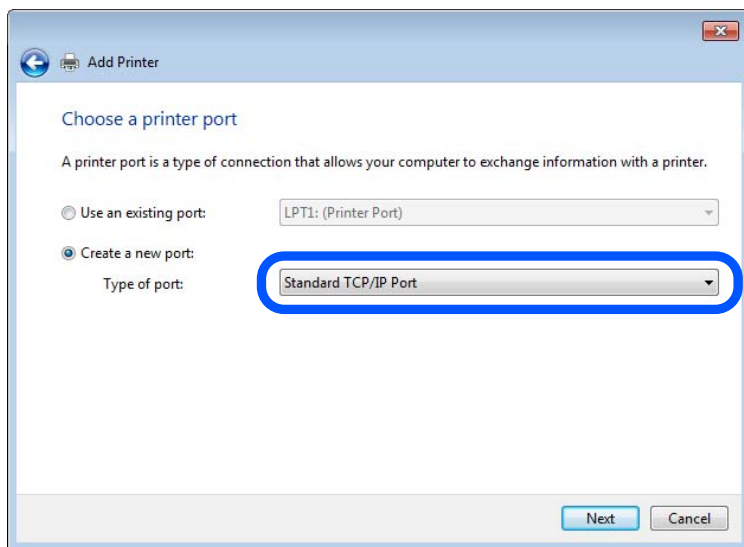 Add Printer
Choose a printer port
A printer port is a type of connection that allows your computer to exchange information with a printer.
Use an existing port: LPT1: (Printer Port)
Create a new port:
Type of port: Standard TCP/IP Port
Next Cancel